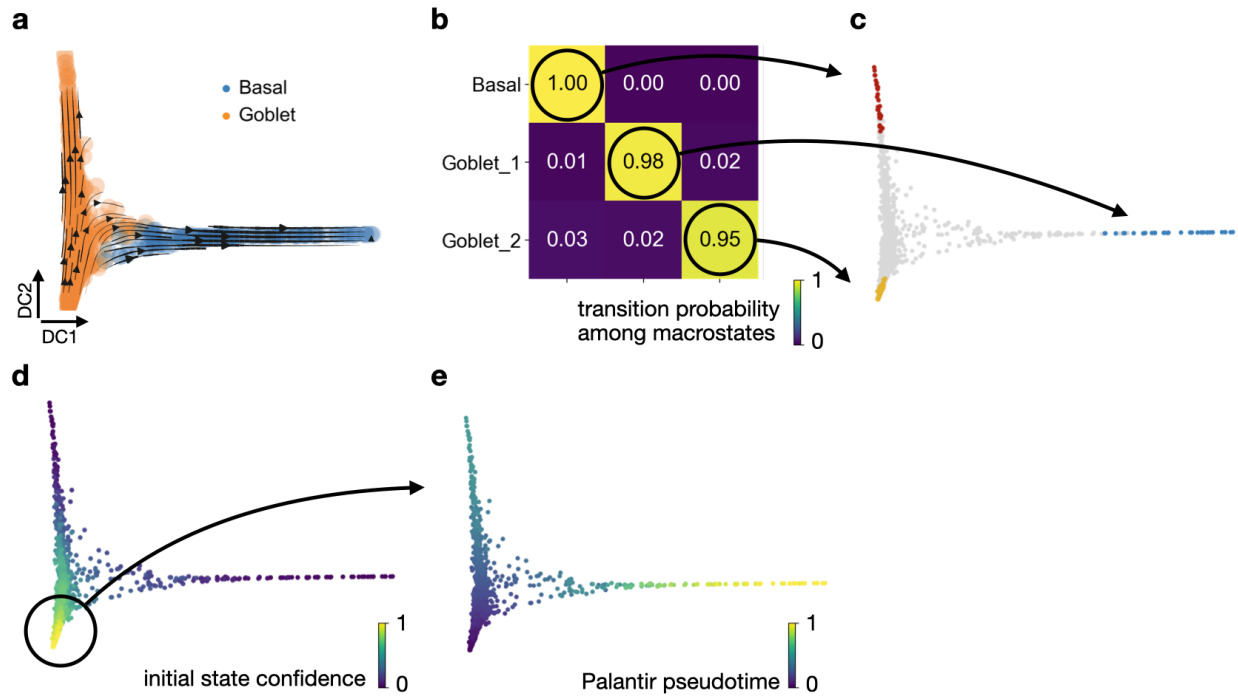 a
Basal
Goblet
DC2
DC1
b
Basal
1.00 0.00 0.00
Goblet_1
0.01 0.98 0.02
Goblet_2
0.03 0.02 0.95
transition probability
among macrostates
1
0
c
d
initial state confidence
1
0
e
Palantir pseudotime
1
0